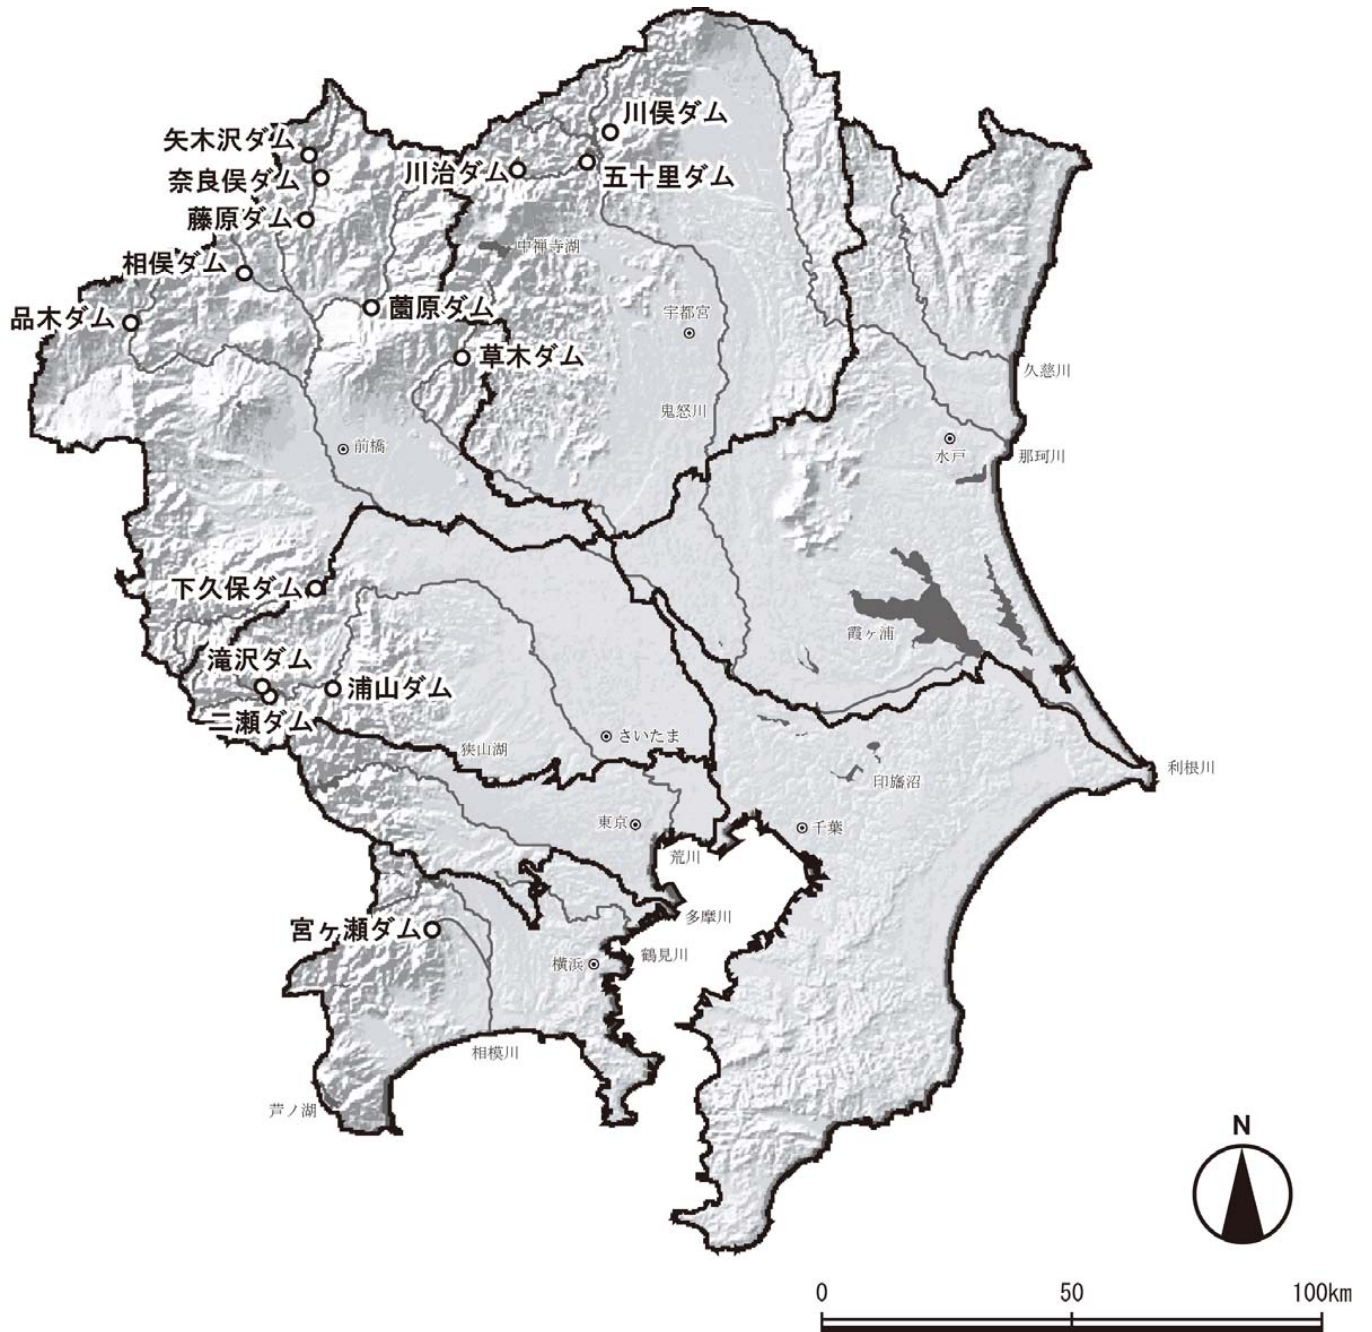 川俣ダム
矢木沢ダム
奈良俣ダム
川治ダム
五十里ダム
藤原ダム
中禅寺湖
相俣ダム
薗原ダム
宇都宮
品木ダム
草木ダム
久慈川
鬼怒川
前橋
水戸
那珂川
下久保ダム
霞ヶ浦
滝沢ダム
浦山ダム
二瀬ダム
さいたま
狭山湖
利根川
印旛沼
東京
千葉
荒川
多摩川
宮ヶ瀬ダム
鶴見川
横浜
相模川
芦ノ湖
N
0 50 100km